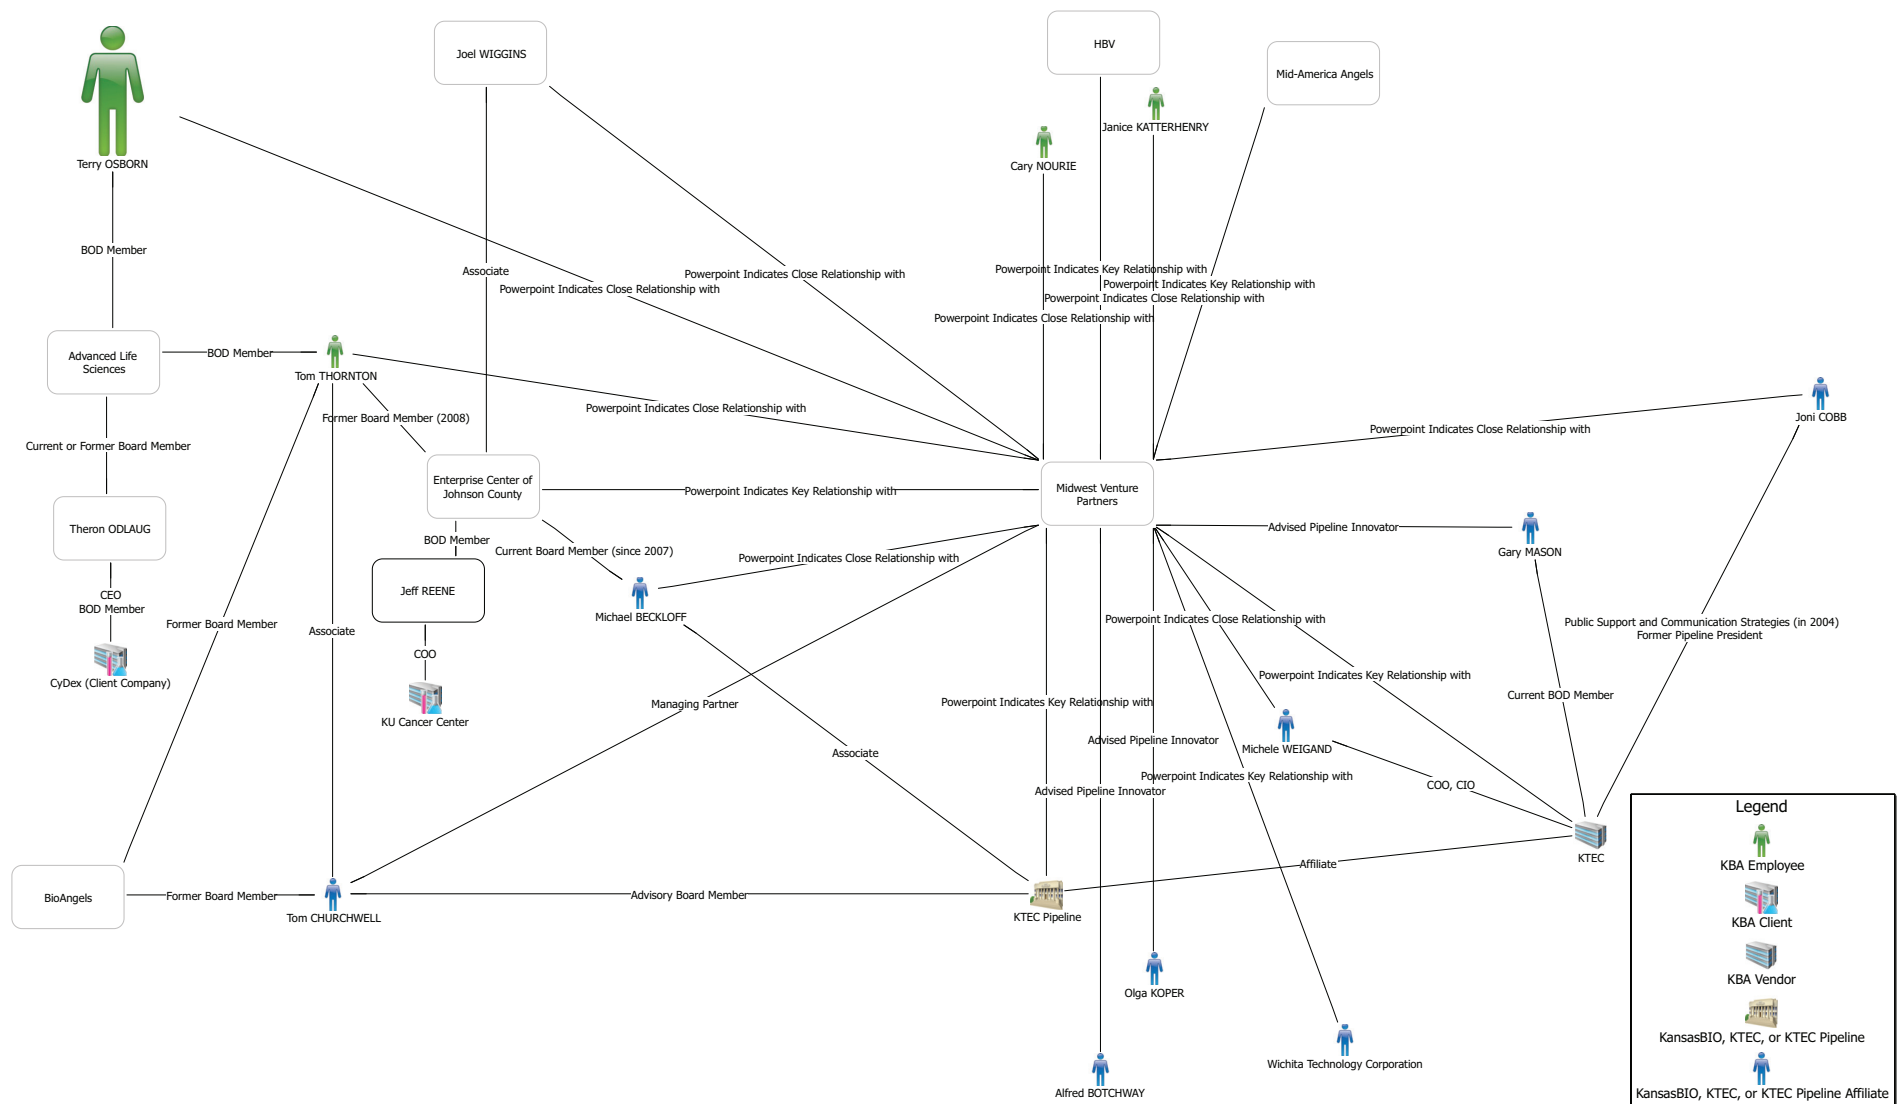 Joel WIGGINS
HBV
Mid-America Angels
Terry OSBORN
Cary NOURIE
Janice KATTERHENRY
BOD Member
Associate
Powerpoint Indicates Close Relationship with
Powerpoint Indicates Close Relationship with
Powerpoint Indicates Key Relationship with
Powerpoint Indicates Key Relationship with
Powerpoint Indicates Close Relationship with
Powerpoint Indicates Close Relationship with
Advanced Life
Sciences
BOD Member
Tom THORNTON
Former Board Member (2008)
Powerpoint Indicates Close Relationship with
Powerpoint Indicates Close Relationship with
Joni COBB
Current or Former Board Member
Enterprise Center of
Johnson County
Powerpoint Indicates Key Relationship with
Midwest Venture
Partners
Theron ODLAUG
BOD Member
Current Board Member (since 2007)
Powerpoint Indicates Close Relationship with
Advised Pipeline Innovator
Gary MASON
CEO
BOD Member
Jeff REENE
Michael BECKLOFF
Former Board Member
Associate
COO
Powerpoint Indicates Close Relationship with
Public Support and Communication Strategies (in 2004)
Former Pipeline President
CyDex (Client Company)
KU Cancer Center
Managing Partner
Powerpoint Indicates Key Relationship with
Powerpoint Indicates Key Relationship with
Current BOD Member
Associate
Advised Pipeline Innovator
Michele WEIGAND
Powerpoint Indicates Key Relationship with
COO, CIO
Advised Pipeline Innovator
KTEC
Affiliate
BioAngels
Former Board Member
Tom CHURCHWELL
Advisory Board Member
KTEC Pipeline
Olga KOPER
Wichita Technology Corporation
Alfred BOTCHWAY
Legend
KBA Employee
KBA Client
KBA Vendor
KansasBIO, KTEC, or KTEC Pipeline
KansasBIO, KTEC, or KTEC Pipeline Affiliate